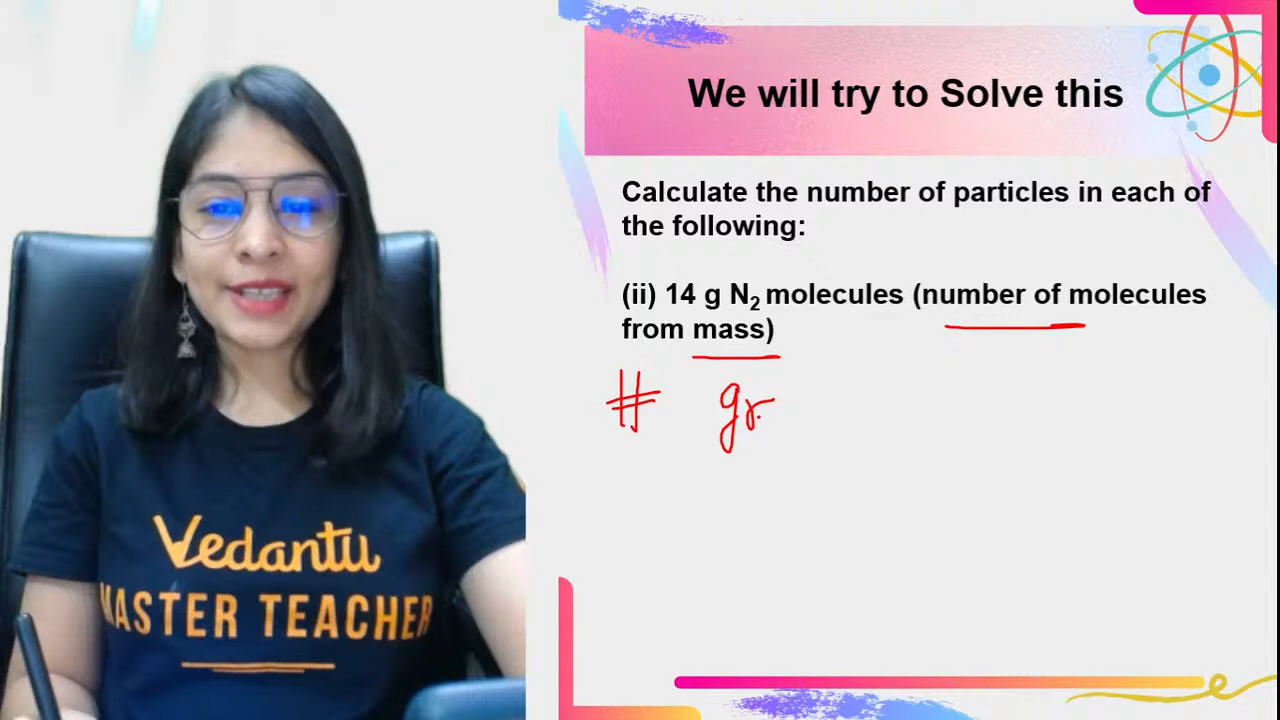 We will try to Solve this
Calculate the number of particles in each of
the following:
(ii) 14 g N₂ molecules (number of molecules
from mass)
# gr.
Vedantu
MASTER TEACHER